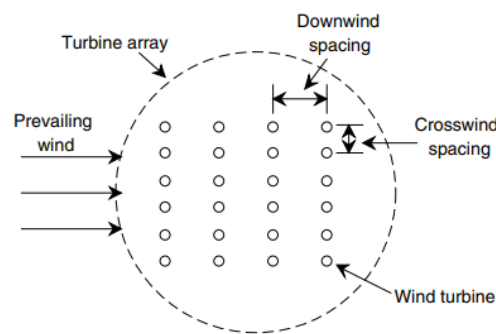 Downwind
spacing
Turbine array
Prevailing
wind
Crosswind
spacing
Wind turbine